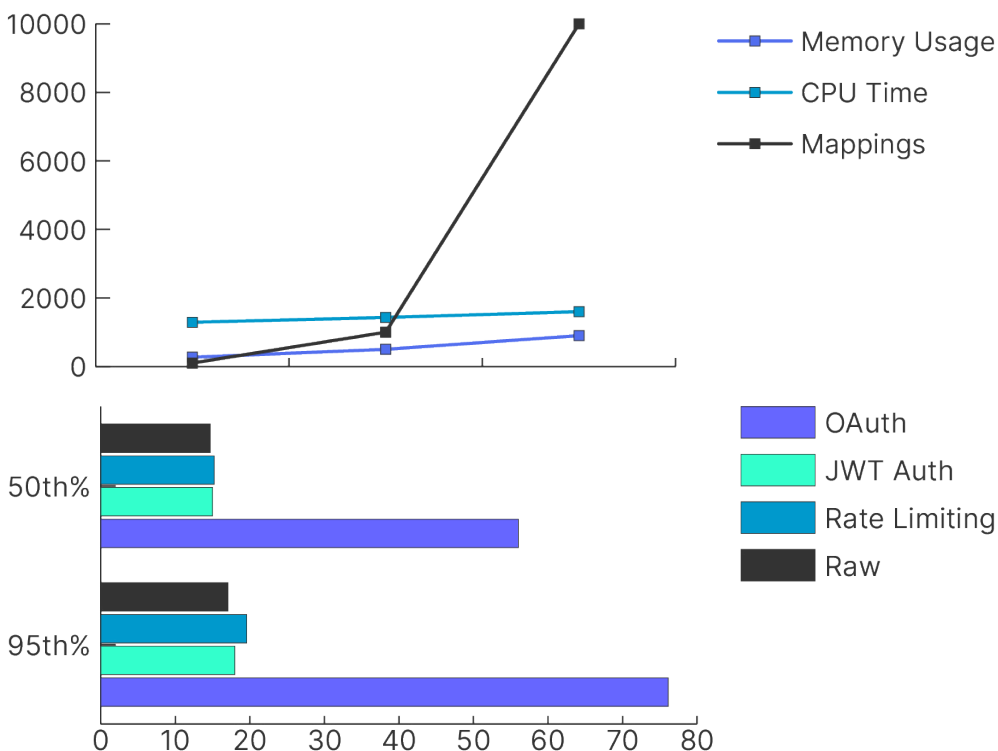 10000
8000
6000
4000
2000
0
Memory Usage
CPU Time
Mappings
50th%
95th%
0 10 20 30 40 50 60 70 80
OAuth
JWT Auth
Rate Limiting
Raw